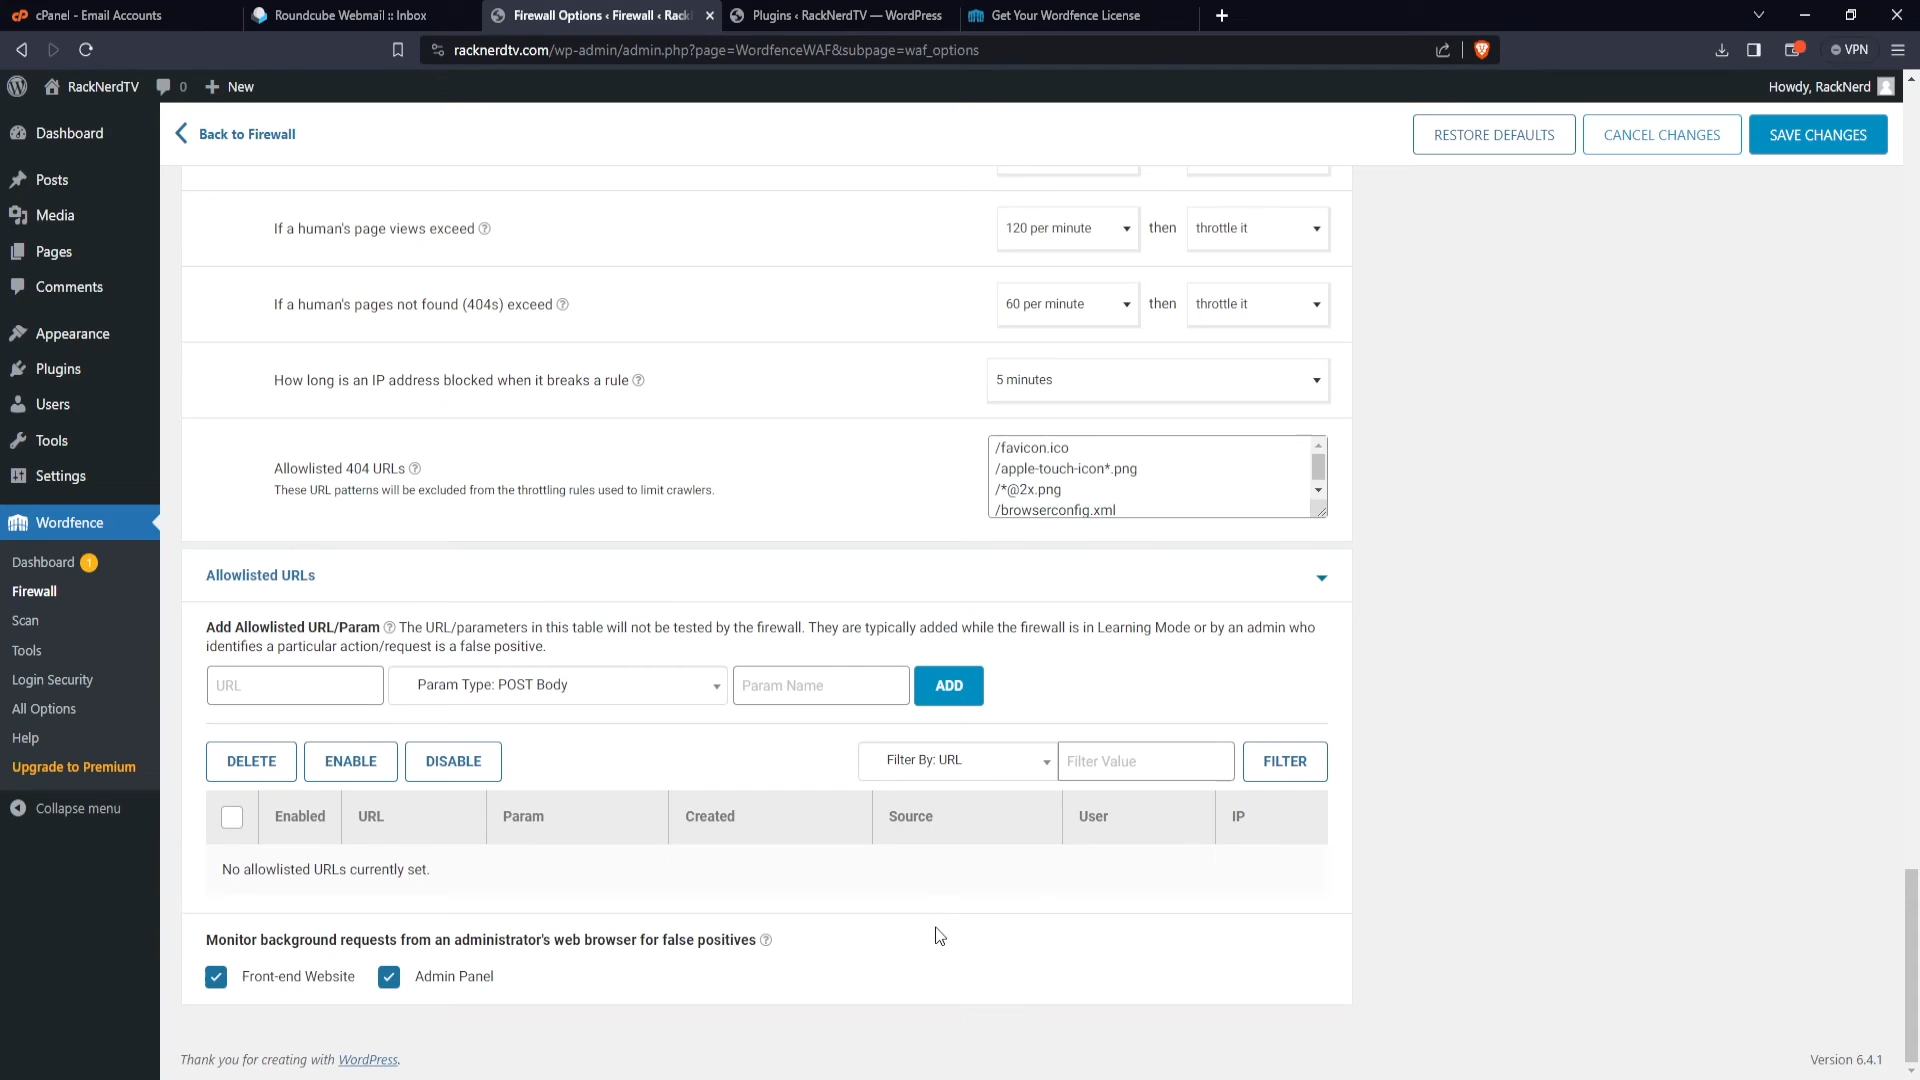 cPanel - Email Accounts
Roundcube Webmail :: Inbox
Firewall Options ‹ Firewall ‹ Rack
Plugins ‹ RackNerdTV — WordPress
Get Your Wordfence License
racknerdtv.com/wp-admin/admin.php?page=WordfenceWAF&subpage=waf_options
VPN
RackNerdTV
0
New
Howdy, RackNerd
Dashboard
Posts
Media
Pages
Comments
Appearance
Plugins
Users
Tools
Settings
Wordfence
Dashboard 1
Firewall
Scan
Tools
Login Security
All Options
Help
Upgrade to Premium
Collapse menu
Back to Firewall
RESTORE DEFAULTS
CANCEL CHANGES
SAVE CHANGES
If a human's page views exceed
120 per minute
then
throttle it
If a human's pages not found (404s) exceed
60 per minute
then
throttle it
How long is an IP address blocked when it breaks a rule
5 minutes
Allowlisted 404 URLs
These URL patterns will be excluded from the throttling rules used to limit crawlers.
/favicon.ico
/apple-touch-icon*.png
/*@2x.png
/browserconfig.xml
Allowlisted URLs
Add Allowlisted URL/Param The URL/parameters in this table will not be tested by the firewall. They are typically added while the firewall is in Learning Mode or by an admin who
identifies a particular action/request is a false positive.
URL
Param Type: POST Body
Param Name
ADD
DELETE
ENABLE
DISABLE
Filter By: URL
Filter Value
FILTER
Enabled
URL
Param
Created
Source
User
IP
No allowlisted URLs currently set.
Monitor background requests from an administrator's web browser for false positives
Front-end Website
Admin Panel
Thank you for creating with WordPress.
Version 6.4.1